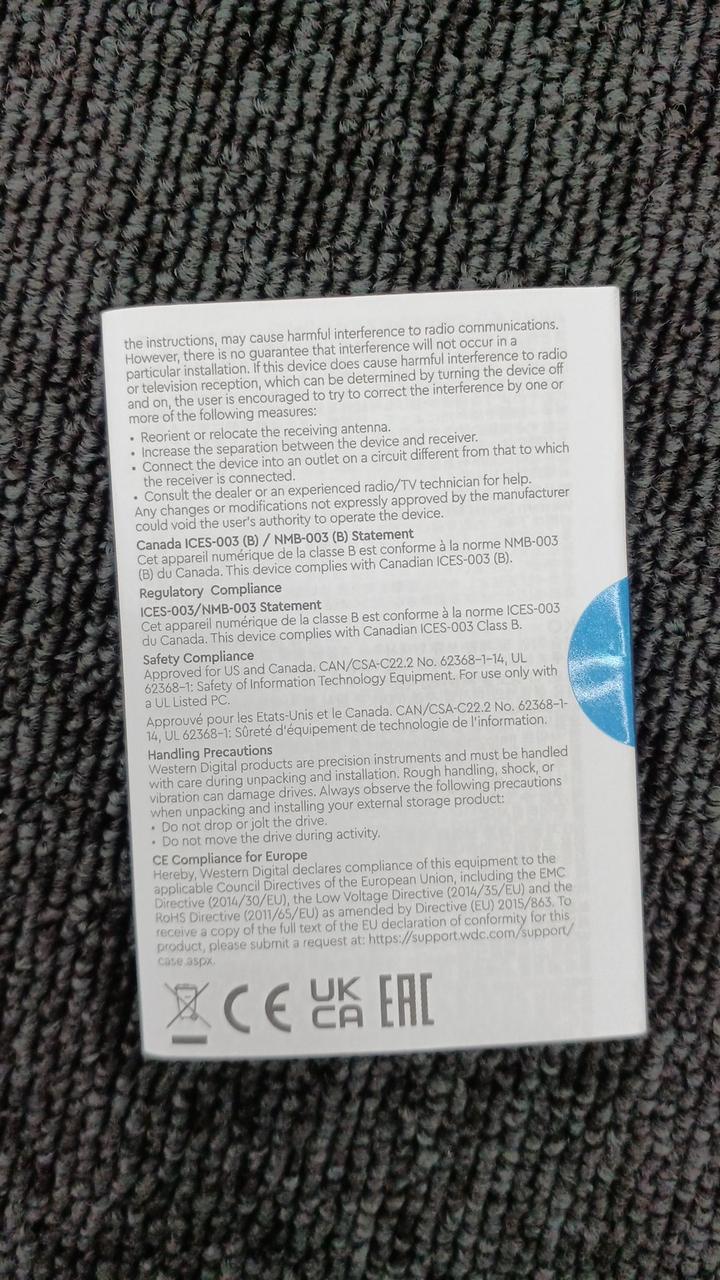 the instructions, may cause harmful interference to radio communications.
However, there is no guarantee that interference will not occur in a
particular installation. If this device does cause harmful interference to radio
or television reception, which can be determined by turning the device off
and on, the user is encouraged to try to correct the interference by one or
more of the following measures:
• Reorient or relocate the receiving antenna.
• Increase the separation between the device and receiver.
• Connect the device into an outlet on a circuit different from that to which
the receiver is connected.
• Consult the dealer or an experienced radio/TV technician for help.
Any changes or modifications not expressly approved by the manufacturer
could void the user's authority to operate the device.
Canada ICES-003 (B) / NMB-003 (B) Statement
Cet appareil numérique de la classe B est conforme à la norme NMB-003
(B) du Canada. This device complies with Canadian ICES-003 (B).
Regulatory Compliance
ICES-003/NMB-003 Statement
Cet appareil numérique de la classe B est conforme à la norme ICES-003
du Canada. This device complies with Canadian ICES-003 Class B.
Safety Compliance
Approved for US and Canada. CAN/CSA-C22.2 No. 62368-1-14, UL
62368-1: Safety of Information Technology Equipment. For use only with
a UL Listed PC.
Approuvé pour les Etats-Unis et le Canada. CAN/CSA-C22.2 No. 62368-1-
14, UL 62368-1: Sûreté d'équipement de technologie de l'information.
Handling Precautions
Western Digital products are precision instruments and must be handled
with care during unpacking and installation. Rough handling, shock, or
vibration can damage drives. Always observe the following precautions
when unpacking and installing your external storage product:
• Do not drop or jolt the drive.
• Do not move the drive during activity.
CE Compliance for Europe
Hereby, Western Digital declares compliance of this equipment to the
applicable Council Directives of the European Union, including the EMC
Directive (2014/30/EU), the Low Voltage Directive (2014/35/EU) and the
RoHS Directive (2011/65/EU) as amended by Directive (EU) 2015/863. To
receive a copy of the full text of the EU declaration of conformity for this
product, please submit a request at: https://support.wdc.com/support/
case.aspx.
CE UK CA EAC